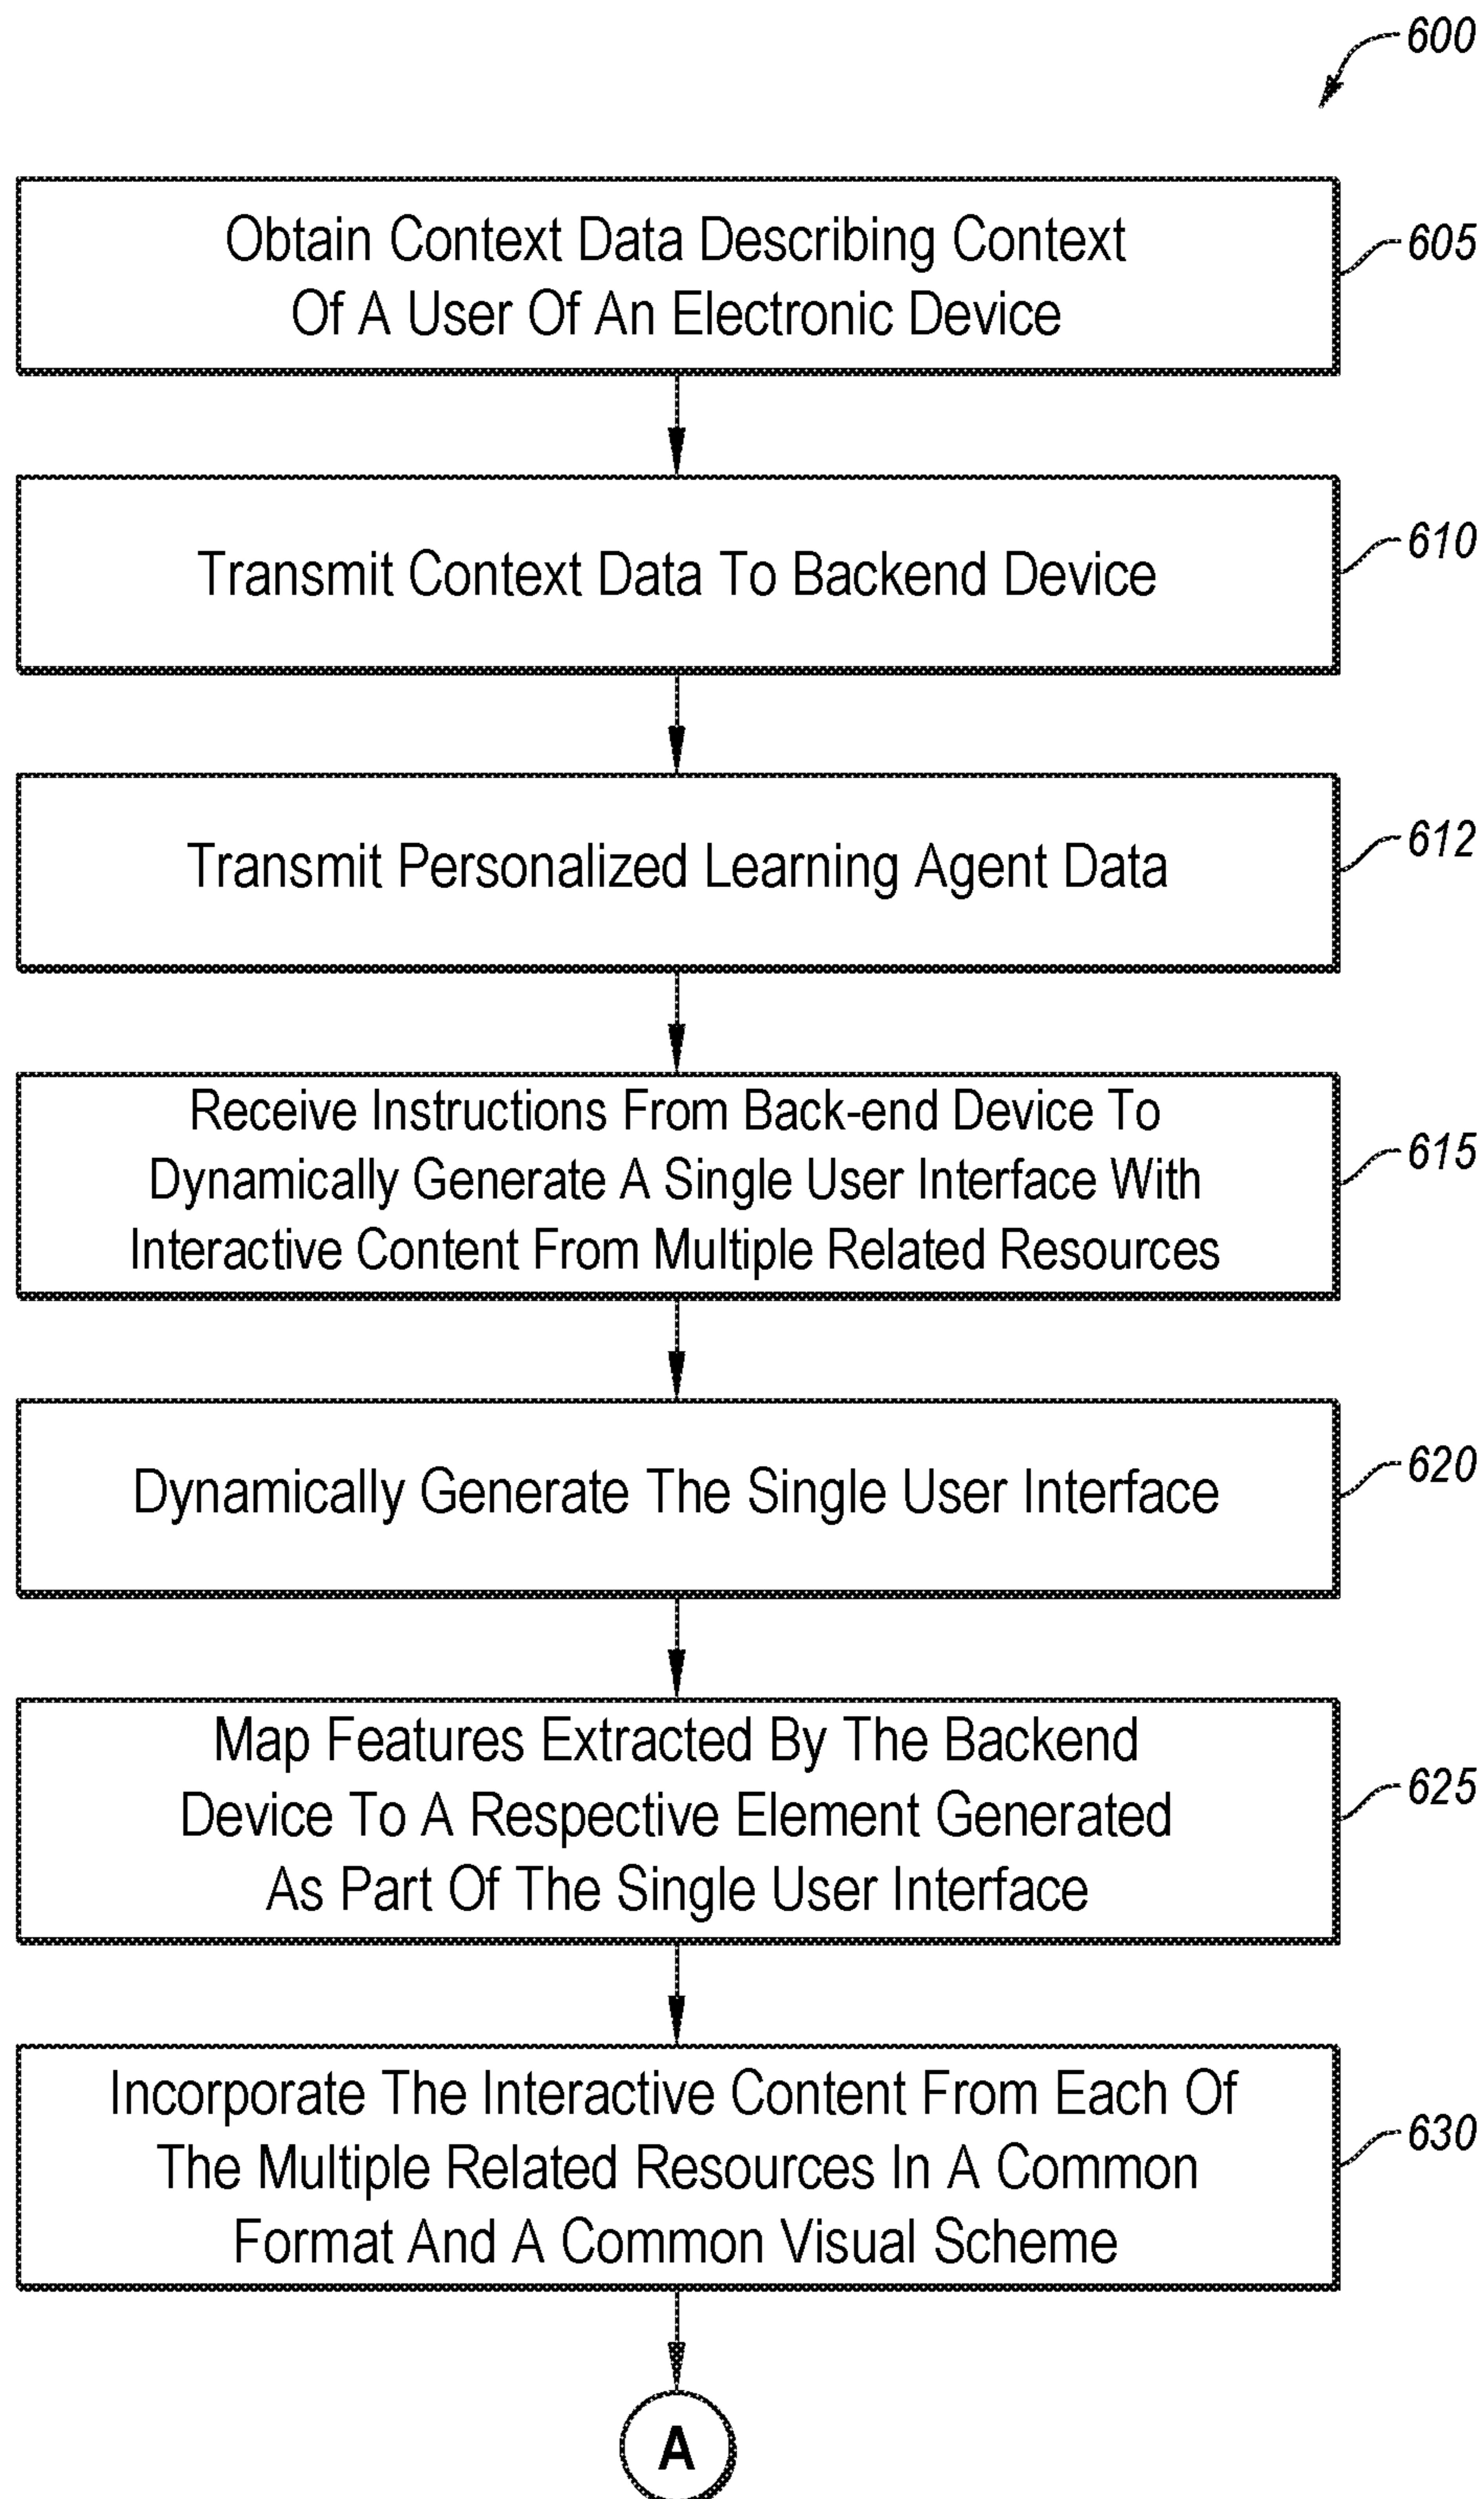 600
Obtain Context Data Describing Context
Of A User Of An Electronic Device
605
Transmit Context Data To Backend Device
610
Transmit Personalized Learning Agent Data
612
Receive Instructions From Back-end Device To
Dynamically Generate A Single User Interface With
Interactive Content From Multiple Related Resources
615
Dynamically Generate The Single User Interface
620
Map Features Extracted By The Backend
Device To A Respective Element Generated
As Part Of The Single User Interface
625
Incorporate The Interactive Content From Each Of
The Multiple Related Resources In A Common
Format And A Common Visual Scheme
630
A